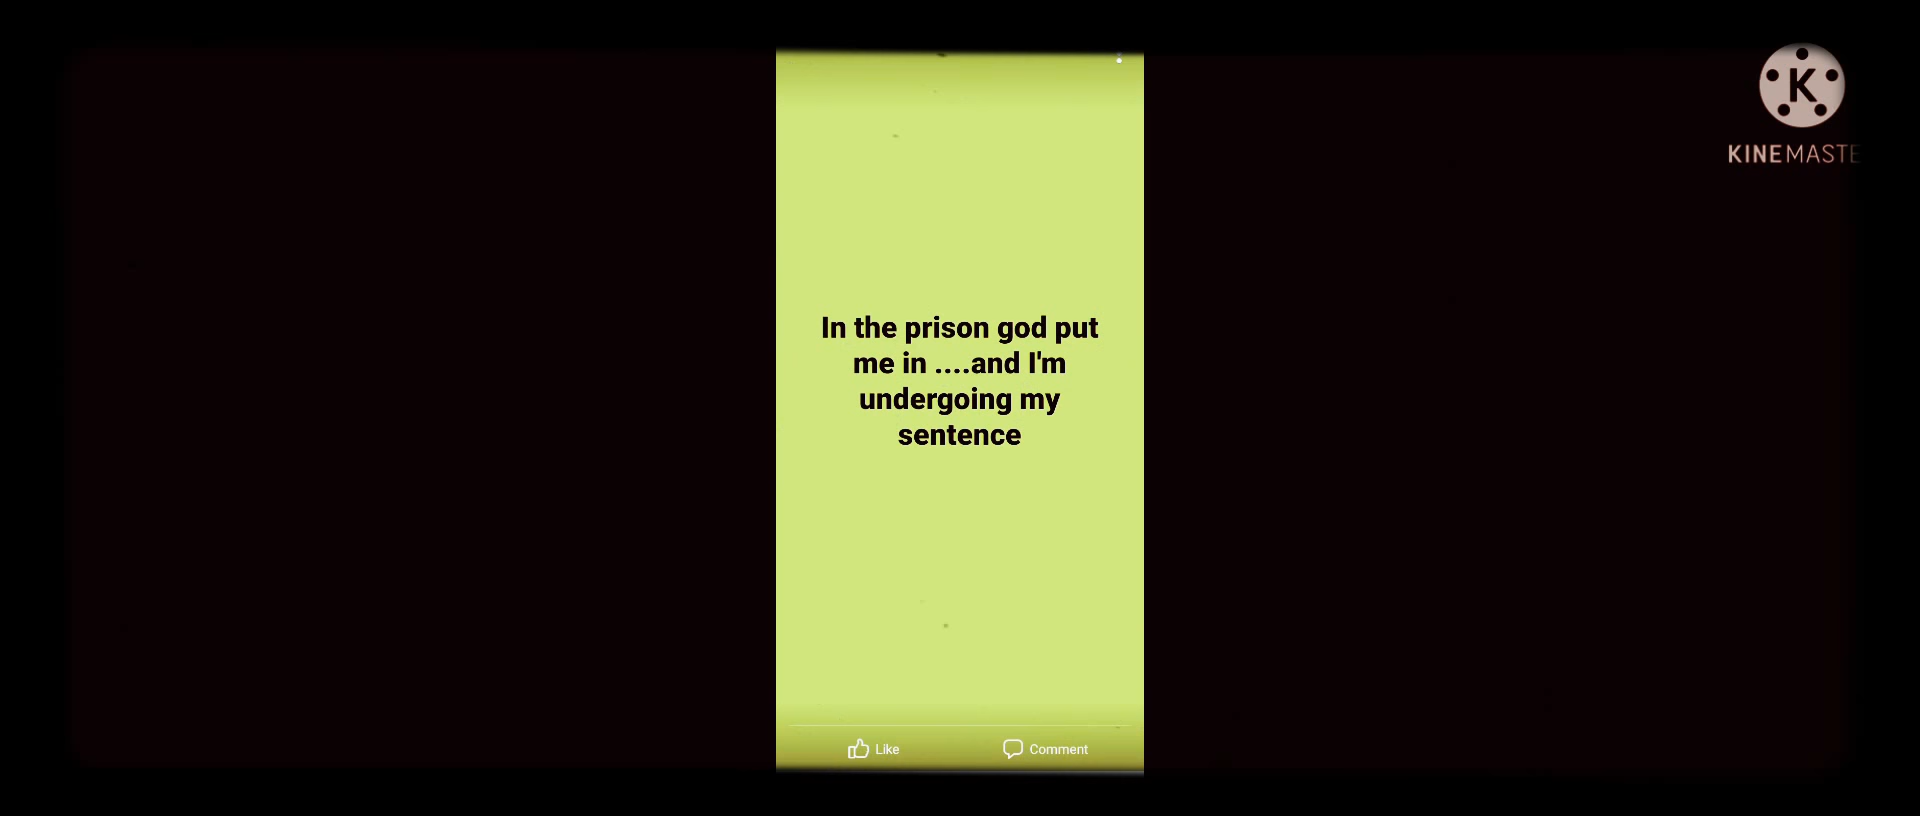 K
KINEMASTE
In the prison god put
me in ....and I'm
undergoing my
sentence
Like
Comment